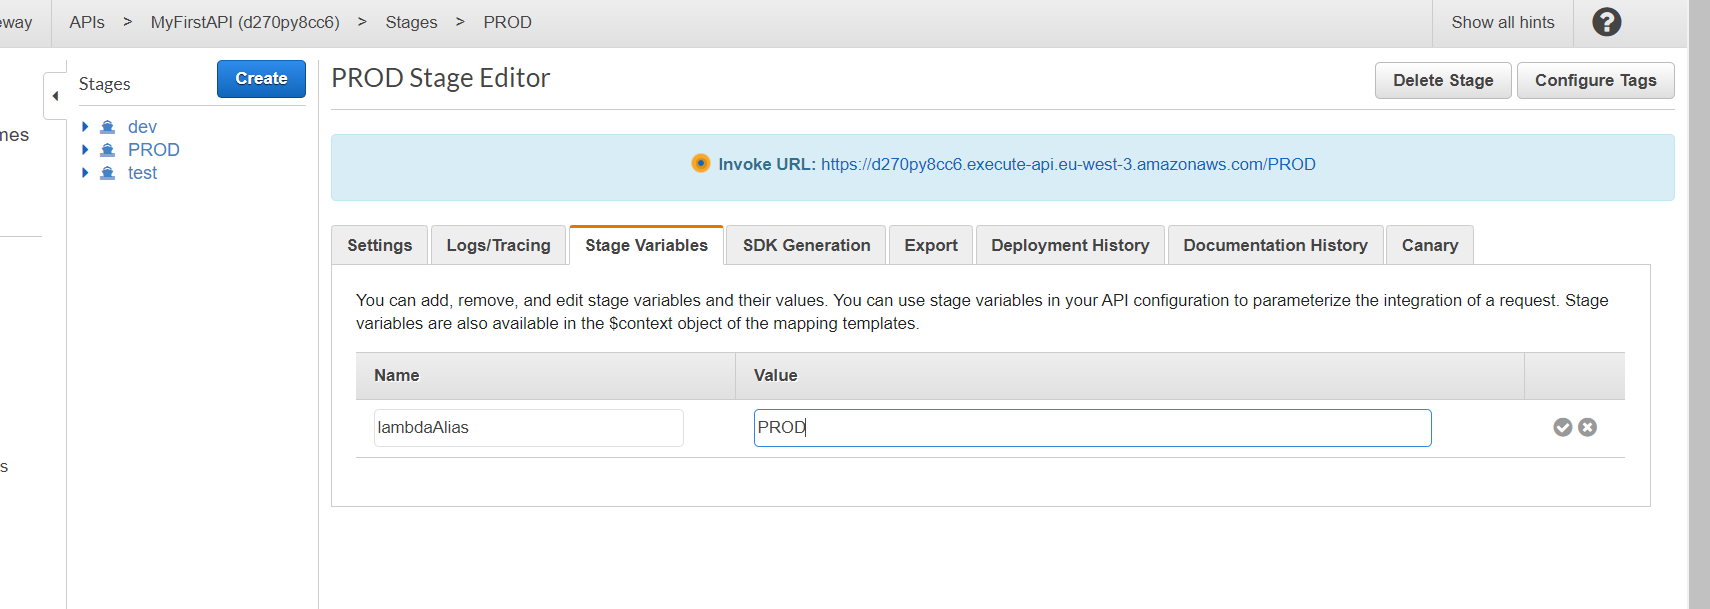 eway APIs > MyFirstAPI (d270py8cc6) > Stages > PROD Show all hints ?
Stages Create
dev
PROD
test
mes
s
PROD Stage Editor Delete Stage Configure Tags
Invoke URL: https://d270py8cc6.execute-api.eu-west-3.amazonaws.com/PROD
Settings Logs/Tracing Stage Variables SDK Generation Export Deployment History Documentation History Canary
You can add, remove, and edit stage variables and their values. You can use stage variables in your API configuration to parameterize the integration of a request. Stage
variables are also available in the $context object of the mapping templates.
Name Value
lambdaAlias PROD